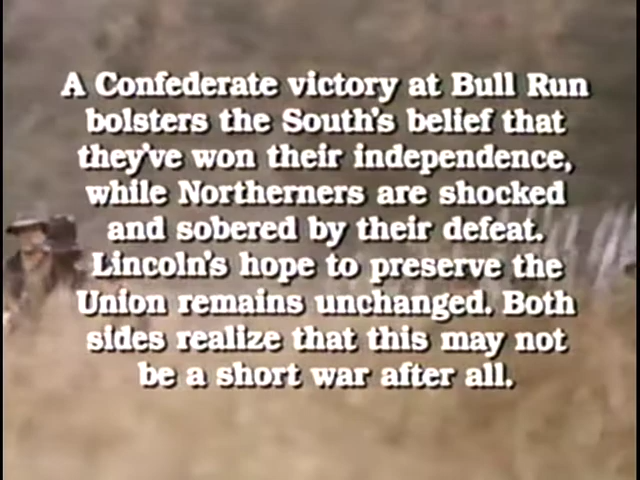 A Confederate victory at Bull Run
bolsters the South's belief that
they've won their independence,
while Northerners are shocked
and sobered by their defeat.
Lincoln's hope to preserve the
Union remains unchanged. Both
sides realize that this may not
be a short war after all.